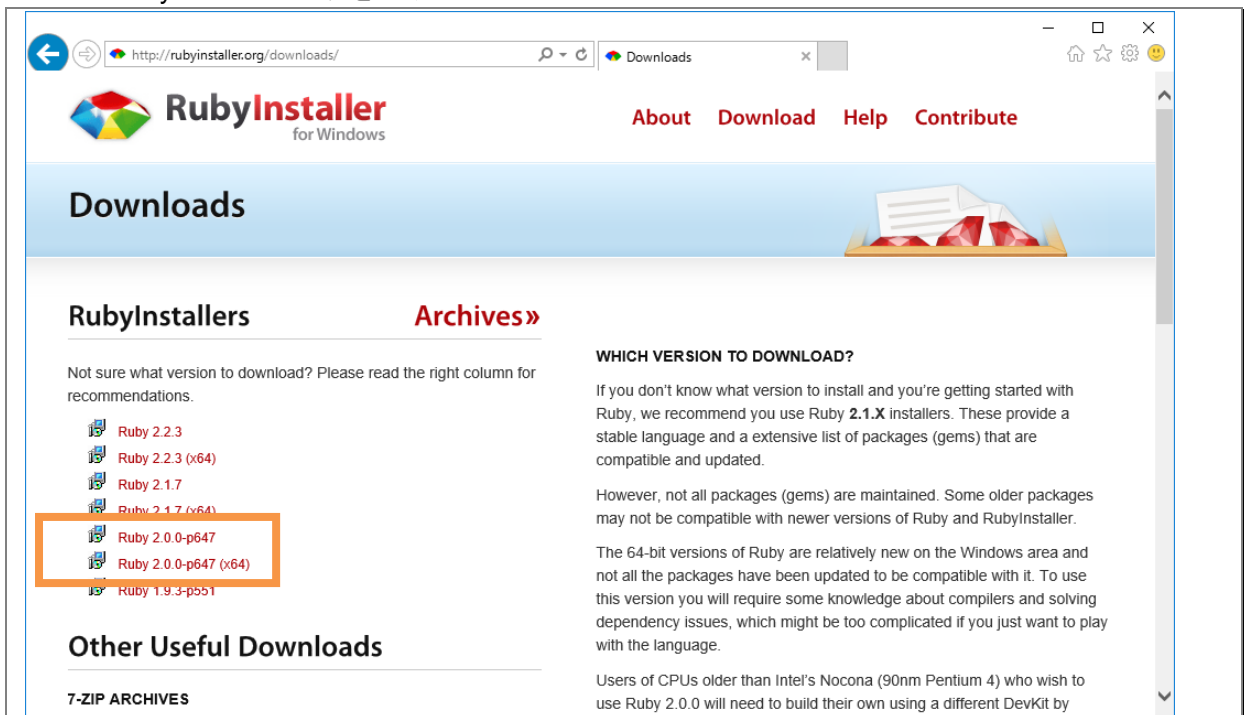 http://rubyinstaller.org/downloads/
Downloads
RubyInstaller
for Windows
About Download Help Contribute
Downloads
RubyInstallers Archives»
Not sure what version to download? Please read the right column for
recommendations.
Ruby 2.2.3
Ruby 2.2.3 (x64)
Ruby 2.1.7
Ruby 2.1.7 (x64)
Ruby 2.0.0-p647
Ruby 2.0.0-p647 (x64)
Ruby 1.9.3-p551
Other Useful Downloads
7-ZIP ARCHIVES
WHICH VERSION TO DOWNLOAD?
If you don't know what version to install and you're getting started with
Ruby, we recommend you use Ruby 2.1.X installers. These provide a
stable language and a extensive list of packages (gems) that are
compatible and updated.
However, not all packages (gems) are maintained. Some older packages
may not be compatible with newer versions of Ruby and RubyInstaller.
The 64-bit versions of Ruby are relatively new on the Windows area and
not all the packages have been updated to be compatible with it. To use
this version you will require some knowledge about compilers and solving
dependency issues, which might be too complicated if you just want to play
with the language.
Users of CPUs older than Intel's Nocona (90nm Pentium 4) who wish to
use Ruby 2.0.0 will need to build their own using a different DevKit by